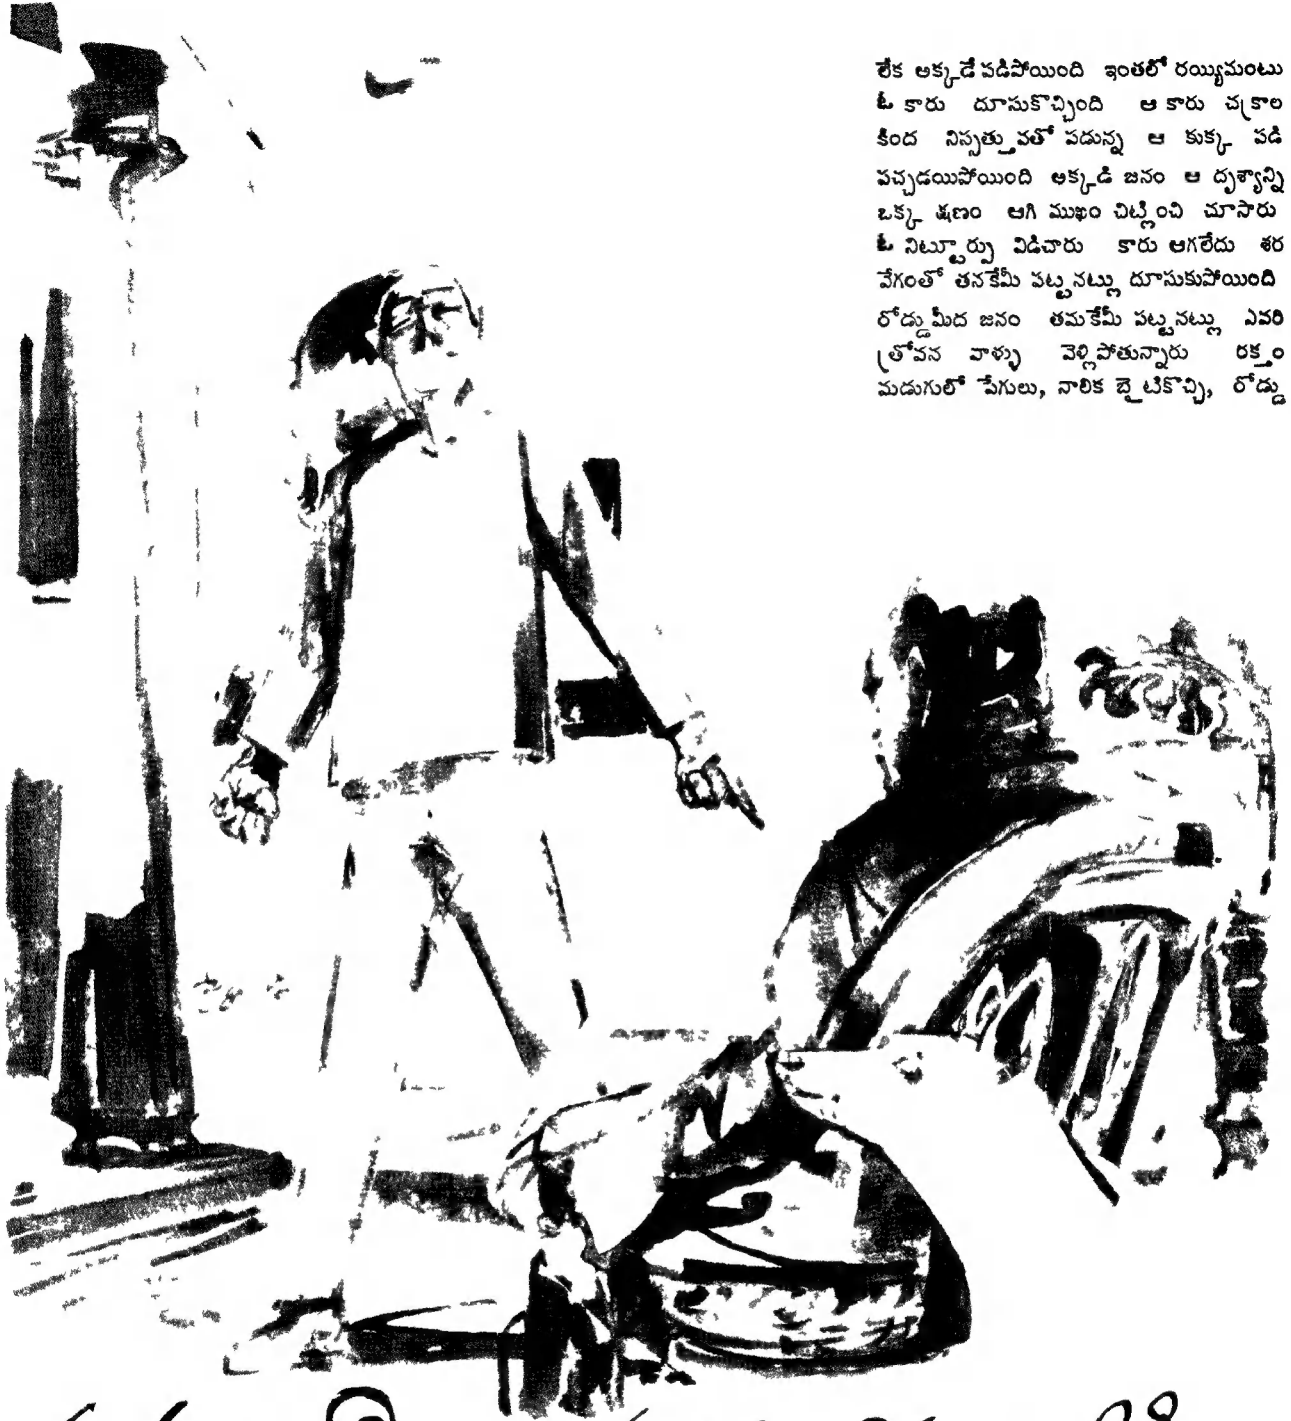 లేక అక్కడే పడిపోయింది ఇంతలో రయ్యిమంటు
ఓ కారు దూసుకొచ్చింది ఆ కారు చక్రాల
కింద నిస్సత్తువతో పడున్న ఆ కుక్క పడి
పచ్చడయిపోయింది అక్కడి జనం ఆ దృశ్యాన్ని
ఒక్క క్షణం ఆగి ముఖం చిట్లించి చూసారు
ఓ నిట్టూర్పు విడిచారు కారు ఆగలేదు శర
వేగంతో తనకేమీ పట్టనట్లు దూసుకుపోయింది
రోడ్డుమీద జనం తమకేమీ పట్టనట్లు ఎవరి
త్రోవన వాళ్ళు వెళ్లిపోతున్నారు రక్తం
మడుగులో పేగులు, నాలిక బైటికొచ్చి, రోడ్డు